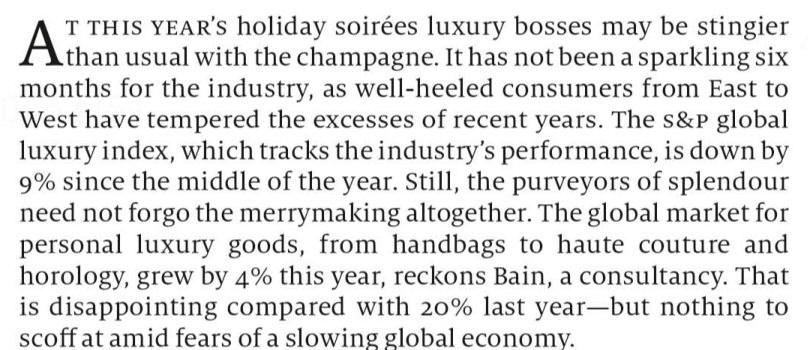 AT THIS YEAR'S holiday soirées luxury bosses may be stingier
than usual with the champagne. It has not been a sparkling six
months for the industry, as well-heeled consumers from East to
West have tempered the excesses of recent years. The S&P global
luxury index, which tracks the industry's performance, is down by
9% since the middle of the year. Still, the purveyors of splendour
need not forgo the merrymaking altogether. The global market for
personal luxury goods, from handbags to haute couture and
horology, grew by 4% this year, reckons Bain, a consultancy. That
is disappointing compared with 20% last year—but nothing to
scoff at amid fears of a slowing global economy.